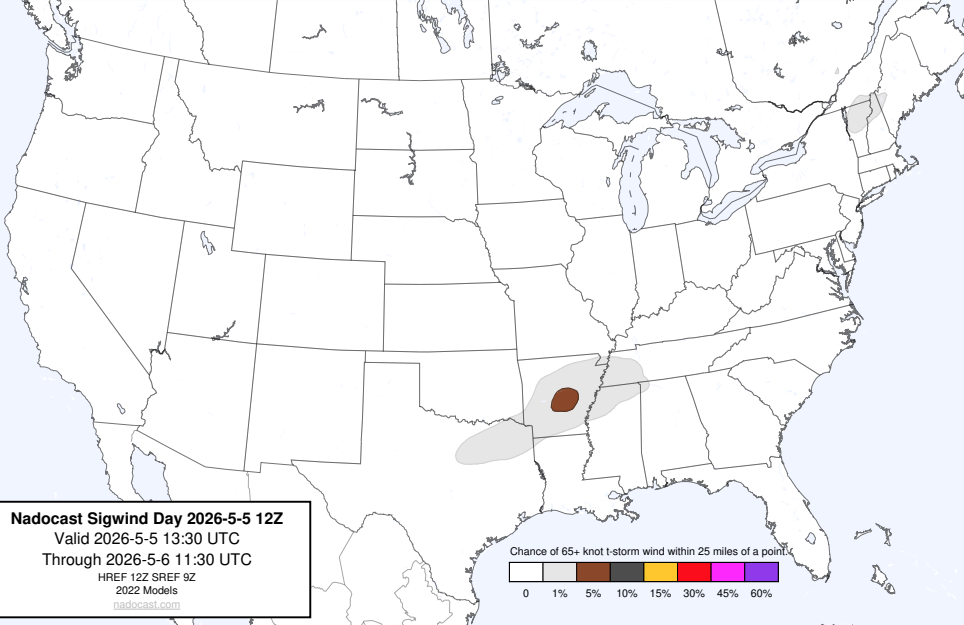 Nadocast Sigwind Day 2026-5-5 12Z
Valid 2026-5-5 13:30 UTC
Through 2026-5-6 11:30 UTC
HREF 12Z SREF 9Z
2022 Models
nadocast.com
Chance of 65+ knot t-storm wind within 25 miles of a point.
0 1% 5% 10% 15% 30% 45% 60%